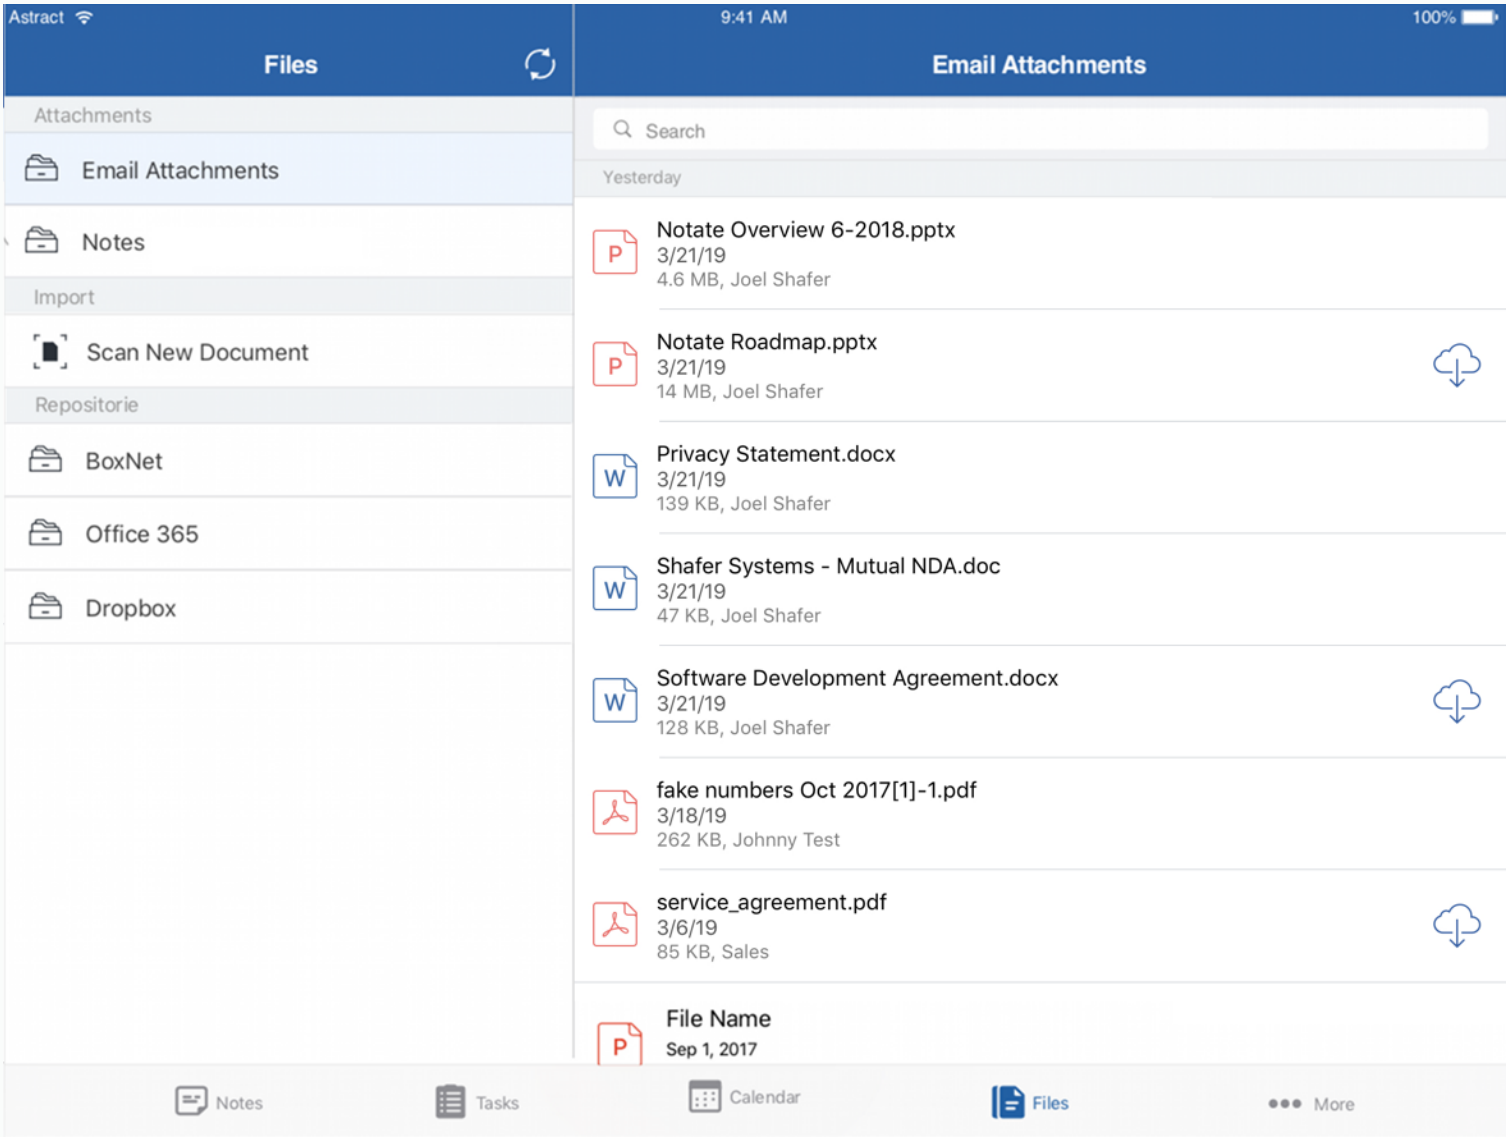 Astract
9:41 AM
100%
Files
Email Attachments
Attachments
Email Attachments
Notes
Import
Scan New Document
Repositorie
BoxNet
Office 365
Dropbox
Search
Yesterday
P
Notate Overview 6-2018.pptx
3/21/19
4.6 MB, Joel Shafer
P
Notate Roadmap.pptx
3/21/19
14 MB, Joel Shafer
W
Privacy Statement.docx
3/21/19
139 KB, Joel Shafer
W
Shafer Systems - Mutual NDA.doc
3/21/19
47 KB, Joel Shafer
W
Software Development Agreement.docx
3/21/19
128 KB, Joel Shafer
fake numbers Oct 2017[1]-1.pdf
3/18/19
262 KB, Johnny Test
service_agreement.pdf
3/6/19
85 KB, Sales
P
File Name
Sep 1, 2017
Notes
Tasks
Calendar
Files
More